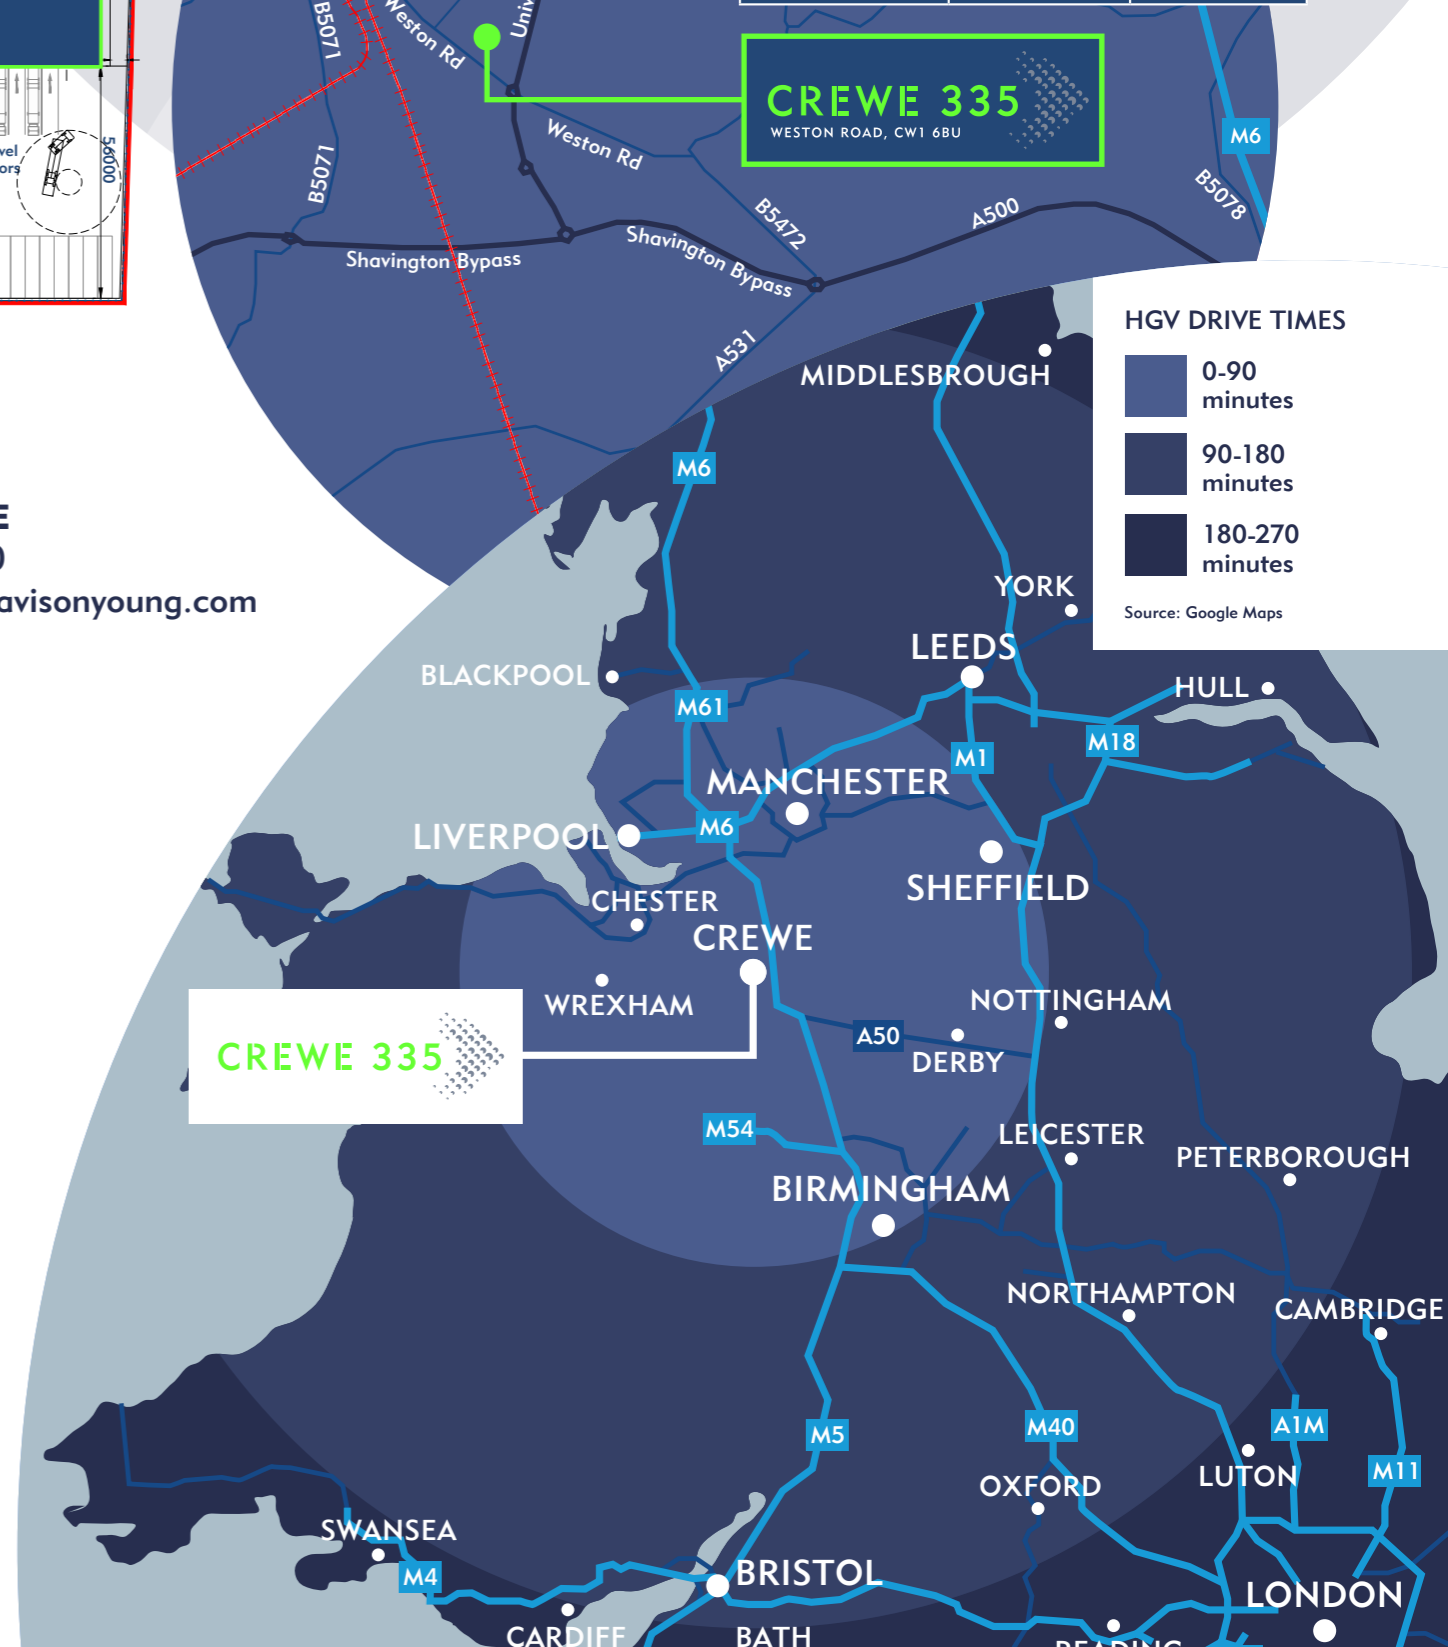 B5071
Weston Rd
CREWE 335
WESTON ROAD, CW1 6BU
M6
56000
B5071
Weston Rd
B5472
A500
B5078
Shavington Bypass
Shavington Bypass
A531
HGV DRIVE TIMES
0-90
minutes
90-180
minutes
180-270
minutes
Source: Google Maps
MIDDLESBROUGH
M6
avisonyoung.com
YORK
LEEDS
BLACKPOOL
HULL
M61
M18
M1
MANCHESTER
M6
LIVERPOOL
SHEFFIELD
CHESTER
CREWE
WREXHAM
NOTTINGHAM
A50
DERBY
CREWE 335
M54
LEICESTER
PETERBOROUGH
BIRMINGHAM
NORTHAMPTON
CAMBRIDGE
M5
M40
A1M
M11
LUTON
OXFORD
SWANSEA
M4
BRISTOL
LONDON
CARDIFF
BATH
READING